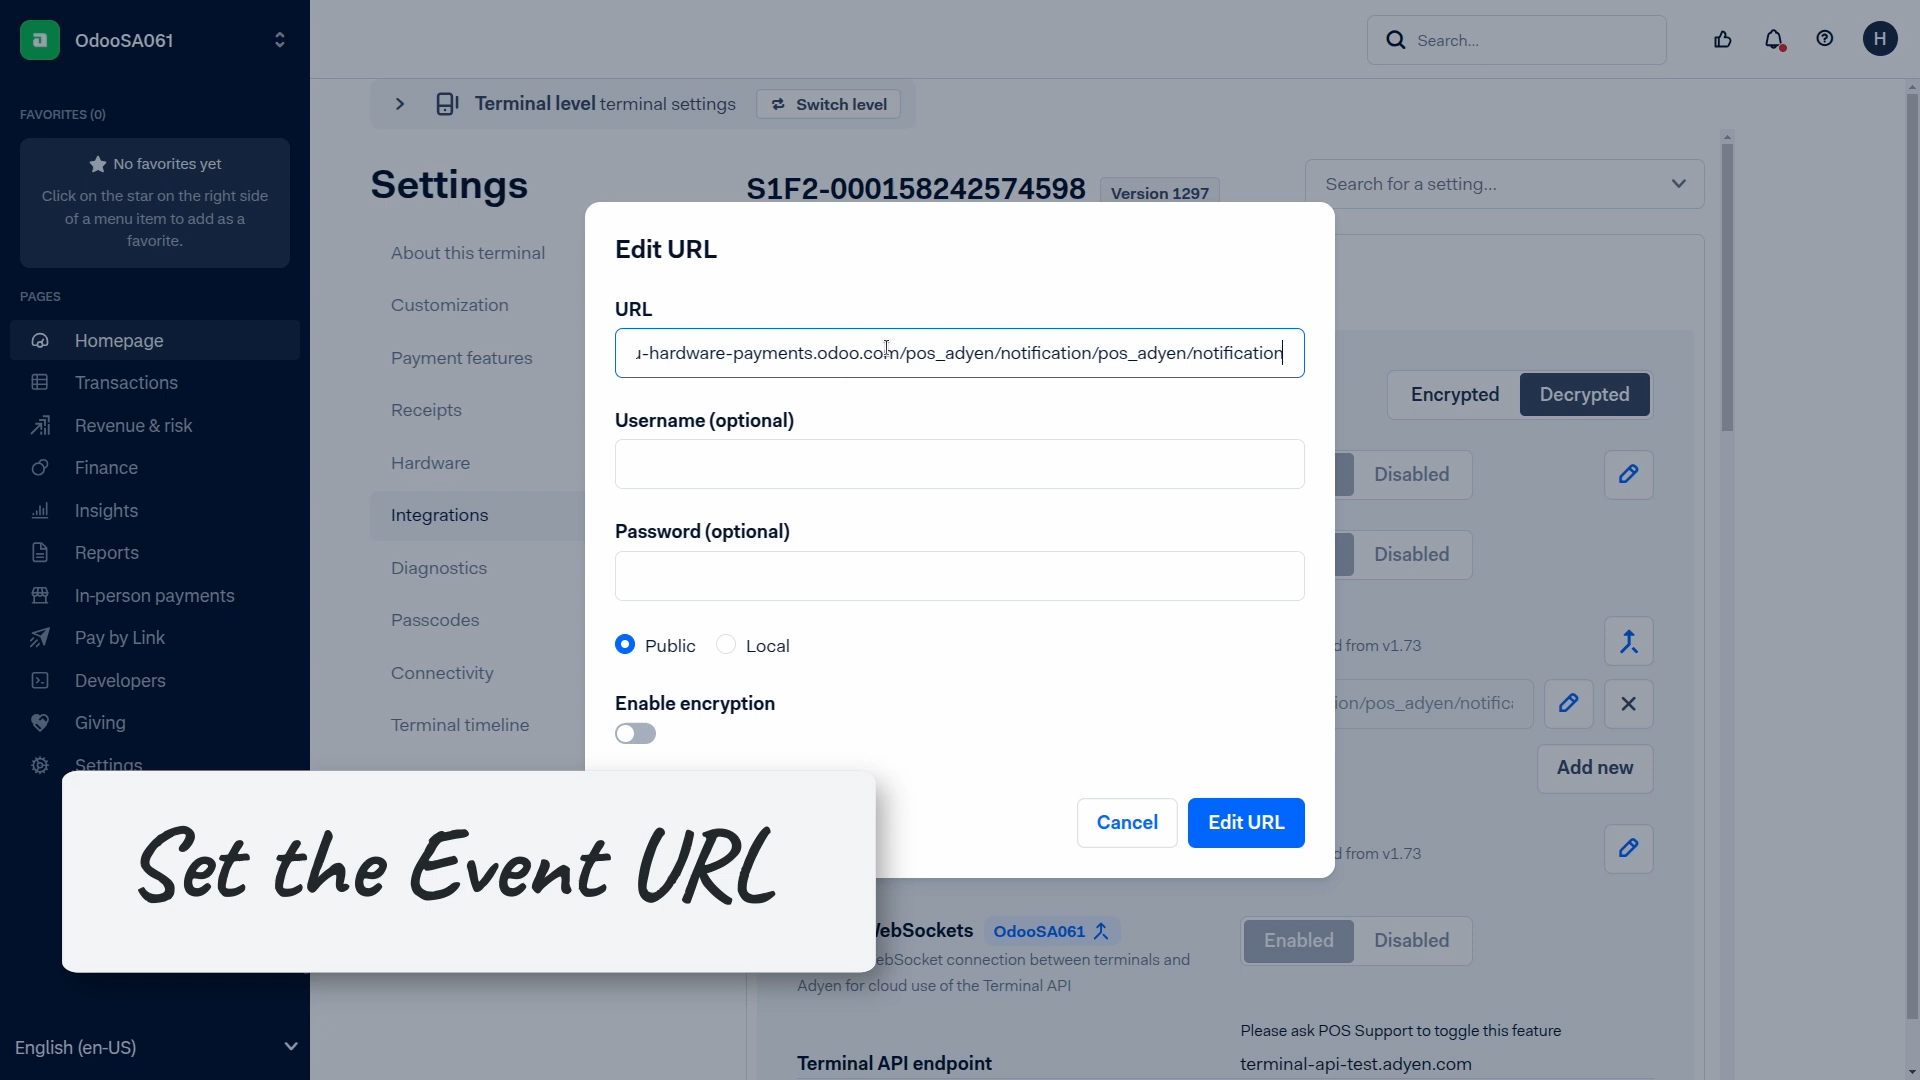 OdooSA061
Search...
H
FAVORITES (0)
No favorites yet
Click on the star on the right side
of a menu item to add as a
favorite.
PAGES
Homepage
Transactions
Revenue & risk
Finance
Insights
Reports
In-person payments
Pay by Link
Developers
Giving
Settings
English (en-US)
Terminal level terminal settings
Switch level
Settings
About this terminal
Customization
Payment features
Receipts
Hardware
Integrations
Diagnostics
Passcodes
Connectivity
Terminal timeline
S1F2-000158242574598
Version 1297
Search for a setting...
Edit URL
URL
-hardware-payments.odoo.com/pos_adyen/notification/pos_adyen/notification
Username (optional)
Password (optional)
Public
Local
Enable encryption
Cancel
Edit URL
Encrypted
Decrypted
Disabled
Disabled
d from v1.73
ion/pos_adyen/notific
Add new
d from v1.73
Set the Event URL
ebSockets
OdooSA061
Enabled
Disabled
ebSocket connection between terminals and
Adyen for cloud use of the Terminal API
Please ask POS Support to toggle this feature
Terminal API endpoint
terminal-api-test.adyen.com